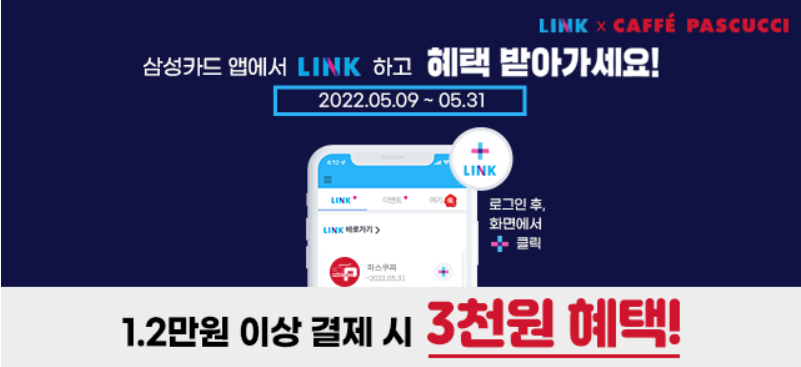 LINK x CAFFÉ PASCUCCI
삼성카드 앱에서 LINK 하고 혜택 받아가세요!
2022.05.09 ~ 05.31
4:12
LINK
LINK 이벤트
LINK 바로가기 >
로그인 후,
화면에서
클릭
파스쿠찌
~2022.05.31
1.2만원 이상 결제 시 3천원 혜택!